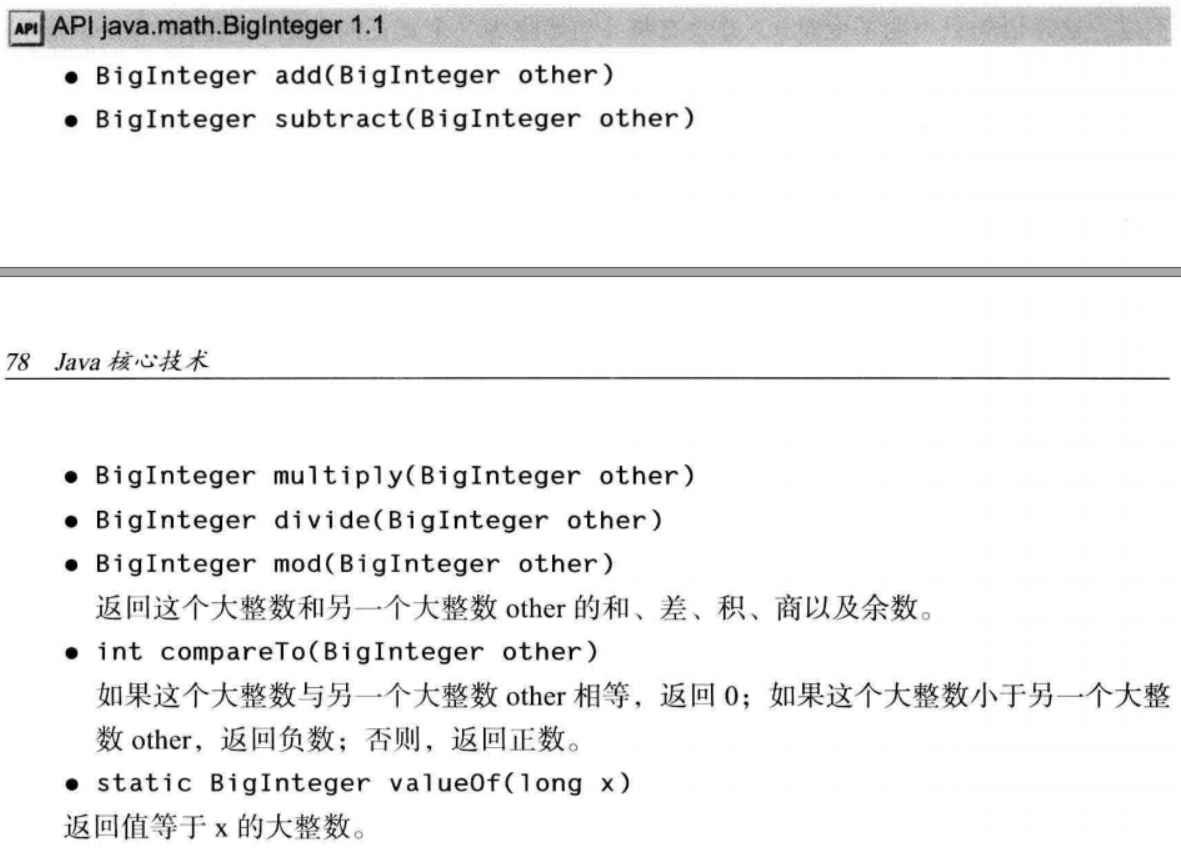 API API java.math.BigInteger 1.1
● BigInteger add(BigInteger other)
● BigInteger subtract(BigInteger other)
78 Java 核心技术
● BigInteger multiply(BigInteger other)
● BigInteger divide(BigInteger other)
● BigInteger mod(BigInteger other)
返回这个大整数和另一个大整数 other 的和、差、积、商以及余数。
● int compareTo(BigInteger other)
如果这个大整数与另一个大整数 other 相等，返回 0；如果这个大整数小于另一个大整
数 other，返回负数；否则，返回正数。
● static BigInteger valueOf(long x)
返回值等于 x 的大整数。